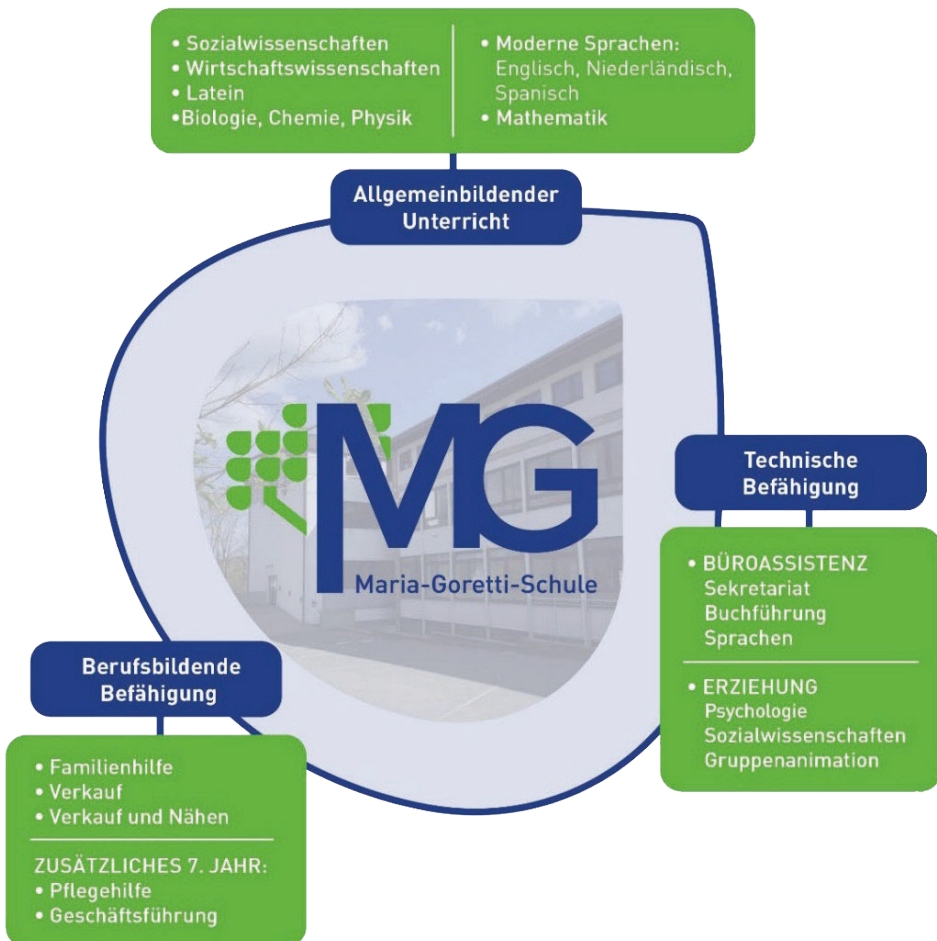 • Sozialwissenschaften
• Wirtschaftswissenschaften
• Latein
•Biologie, Chemie, Physik
• Moderne Sprachen:
Englisch, Niederländisch,
Spanisch
• Mathematik
Allgemeinbildender
Unterricht
MG
Maria-Goretti-Schule
Technische
Befähigung
• BÜROASSISTENZ
Sekretariat
Buchführung
Sprachen
• ERZIEHUNG
Psychologie
Sozialwissenschaften
Gruppenanimation
Berufsbildende
Befähigung
• Familienhilfe
• Verkauf
• Verkauf und Nähen
ZUSÄTZLICHES 7. JAHR:
• Pflegehilfe
• Geschäftsführung